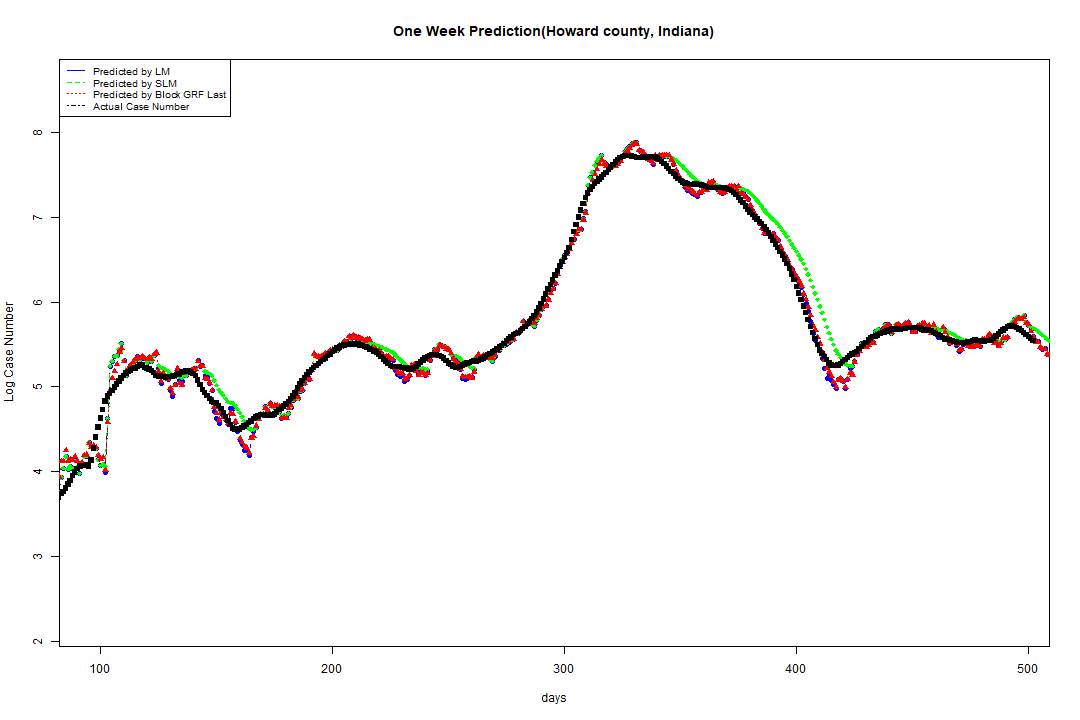 One Week Prediction(Howard county, Indiana)
Predicted by LM
Predicted by SLM
Predicted by Block GRF Last
Actual Case Number
8
7
6
5
4
3
2
Log Case Number
100 200 300 400 500
days